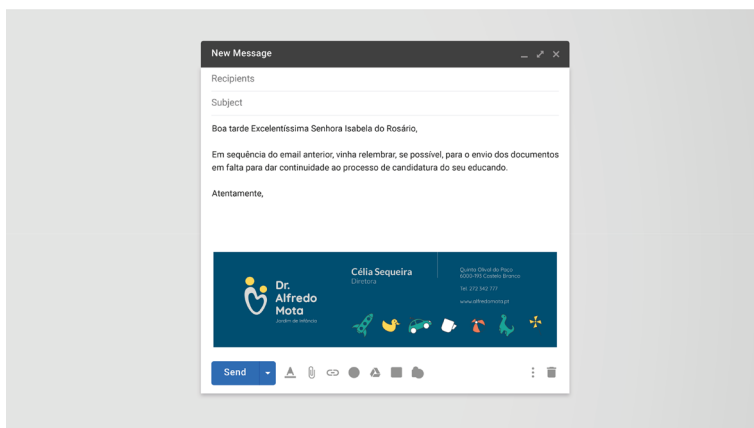 New Message
Recipients
Subject
Boa tarde Excelentíssima Senhora Isabela do Rosário,
Em sequência do email anterior, vinha relembrar, se possível, para o envio dos documentos
em falta para dar continuidade ao processo de candidatura do seu educando.
Atentamente,
Dr.
Alfredo
Mota
Jardim de Infância
Célia Sequeira
Diretora
Quinta Olival do Paço
6000-193 Castelo Branco
Tel. 272 342 777
www.alfredomota.pt
Send